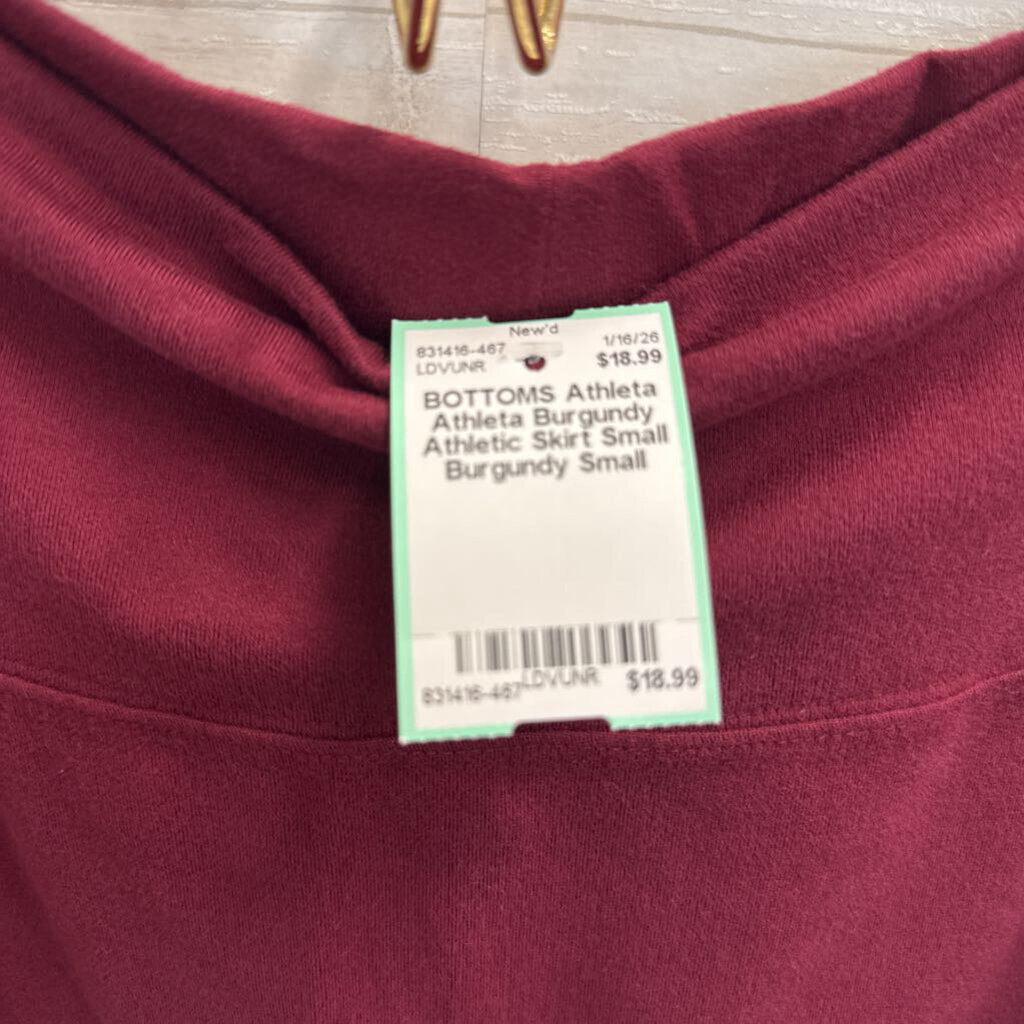 New'd
831416-467 1/16/26
LDVUNR $18.99
BOTTOMS Athleta
Athleta Burgundy
Athletic Skirt Small
Burgundy Small
831416-467 LDVUNR $18.99